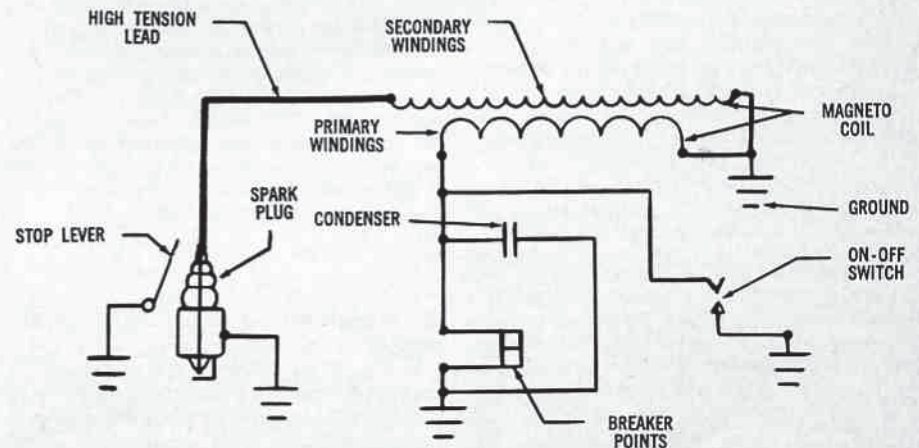 HIGH TENSION
LEAD
SECONDARY
WINDINGS
PRIMARY
WINDINGS
MAGNETO
COIL
SPARK
PLUG
CONDENSER
GROUND
STOP LEVER
ON-OFF
SWITCH
BREAKER
POINTS